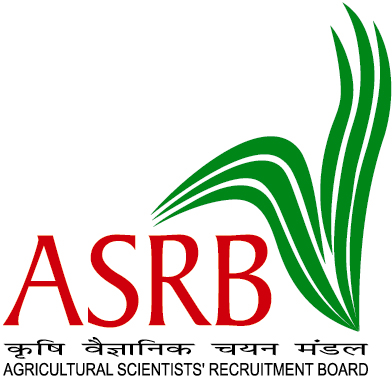 ASRB
कृषि वैज्ञानिक चयन मंडल
AGRICULTURAL SCIENTISTS' RECRUITMENT BOARD